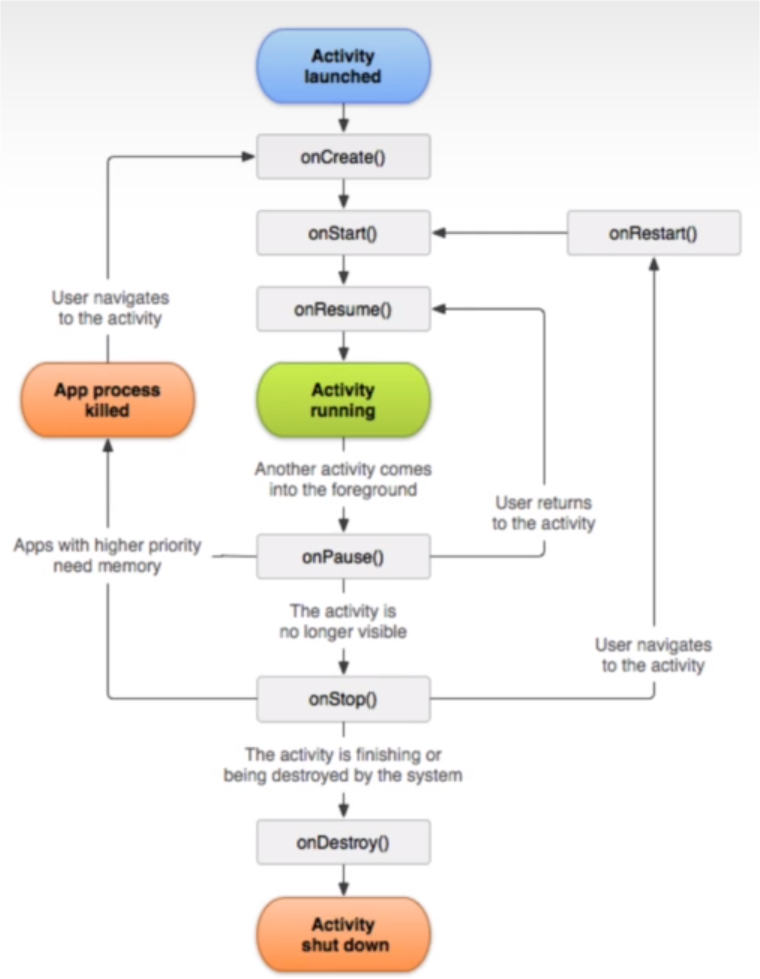 Activity
launched
onCreate()
onStart()
onRestart()
User navigates
to the activity
onResume()
App process
killed
Activity
running
Another activity comes
into the foreground
User returns
to the activity
Apps with higher priority
need memory
onPause()
The activity is
no longer visible
User navigates
to the activity
onStop()
The activity is finishing or
being destroyed by the system
onDestroy()
Activity
shut down